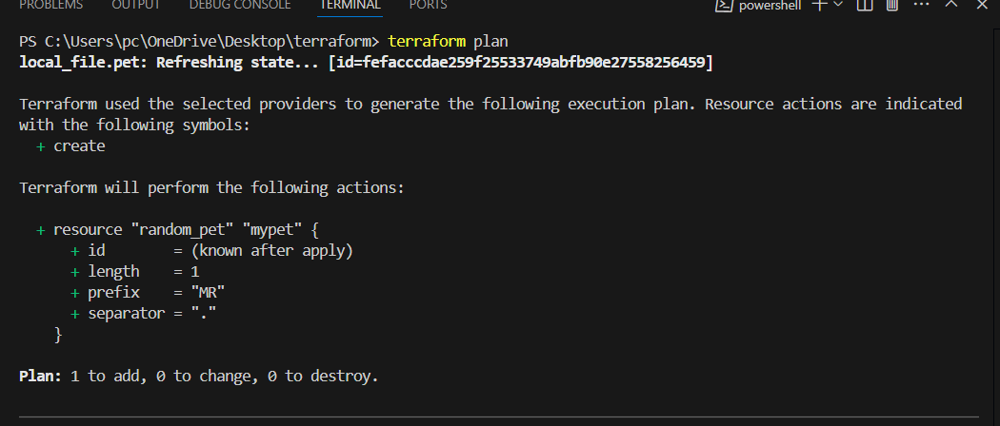 PROBLEMS OUTPUT DEBUG CONSOLE TERMINAL PORTS powershell
PS C:\Users\pc\OneDrive\Desktop\terraform> terraform plan
local_file.pet: Refreshing state... [id=fefacccdae259f25533749abfb90e27558256459]
Terraform used the selected providers to generate the following execution plan. Resource actions are indicated
with the following symbols:
+ create
Terraform will perform the following actions:
+ resource "random_pet" "mypet" {
+ id = (known after apply)
+ length = 1
+ prefix = "MR"
+ separator = "."
}
Plan: 1 to add, 0 to change, 0 to destroy.